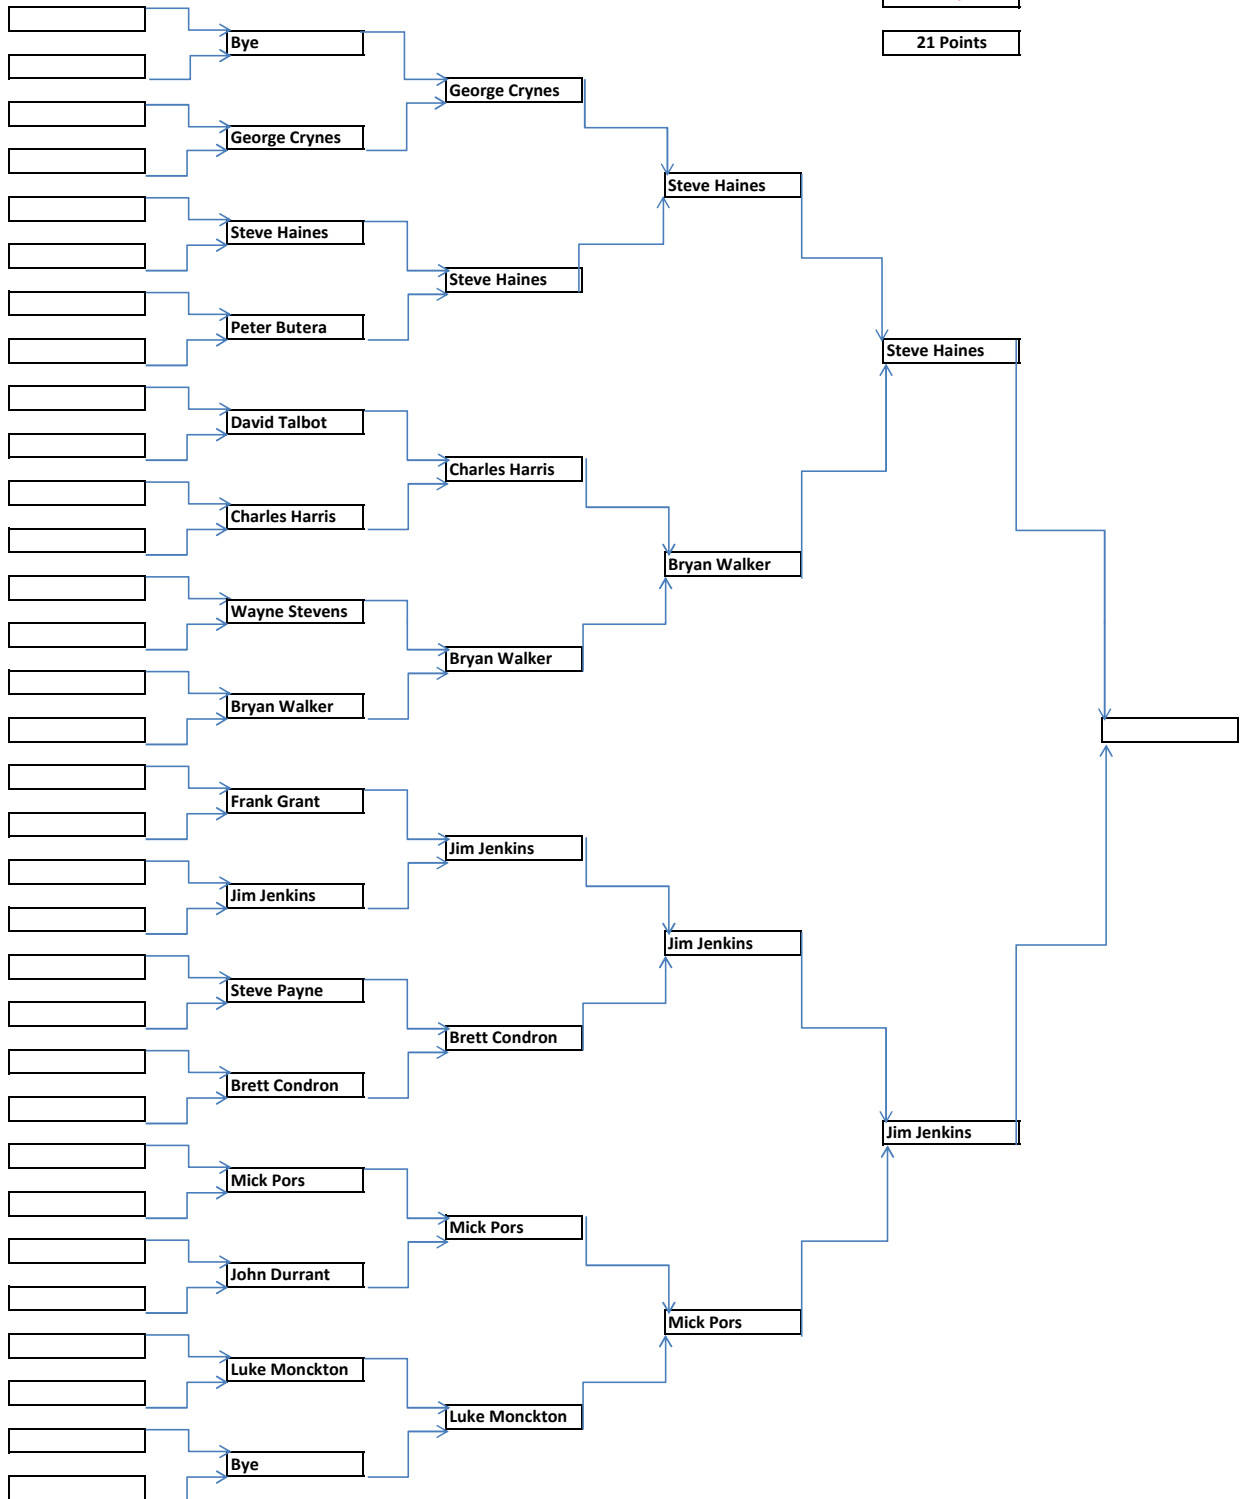 21 Points
Bye
George Crynes
George Crynes
Steve Haines
Steve Haines
Steve Haines
Peter Butera
Steve Haines
David Talbot
Charles Harris
Charles Harris
Bryan Walker
Wayne Stevens
Bryan Walker
Bryan Walker
Frank Grant
Jim Jenkins
Jim Jenkins
Jim Jenkins
Steve Payne
Brett Condron
Brett Condron
Jim Jenkins
Mick Pors
Mick Pors
John Durrant
Mick Pors
Luke Monckton
Luke Monckton
Bye